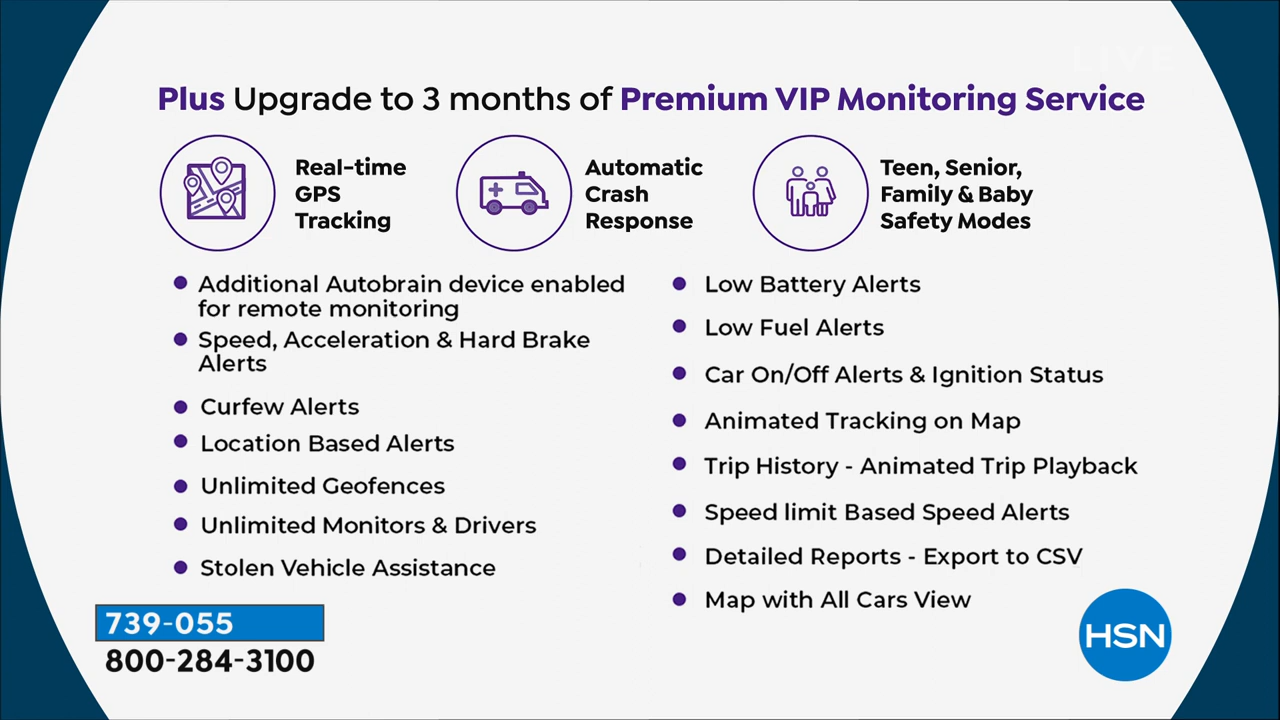 LIVE
Plus Upgrade to 3 months of Premium VIP Monitoring Service
Real-time
GPS
Tracking
Automatic
Crash
Response
Teen, Senior,
Family & Baby
Safety Modes
Additional Autobrain device enabled
for remote monitoring
Speed, Acceleration & Hard Brake
Alerts
Curfew Alerts
Location Based Alerts
Unlimited Geofences
Unlimited Monitors & Drivers
Stolen Vehicle Assistance
Low Battery Alerts
Low Fuel Alerts
Car On/Off Alerts & Ignition Status
Animated Tracking on Map
Trip History - Animated Trip Playback
Speed limit Based Speed Alerts
Detailed Reports - Export to CSV
Map with All Cars View
739-055
800-284-3100
HSN